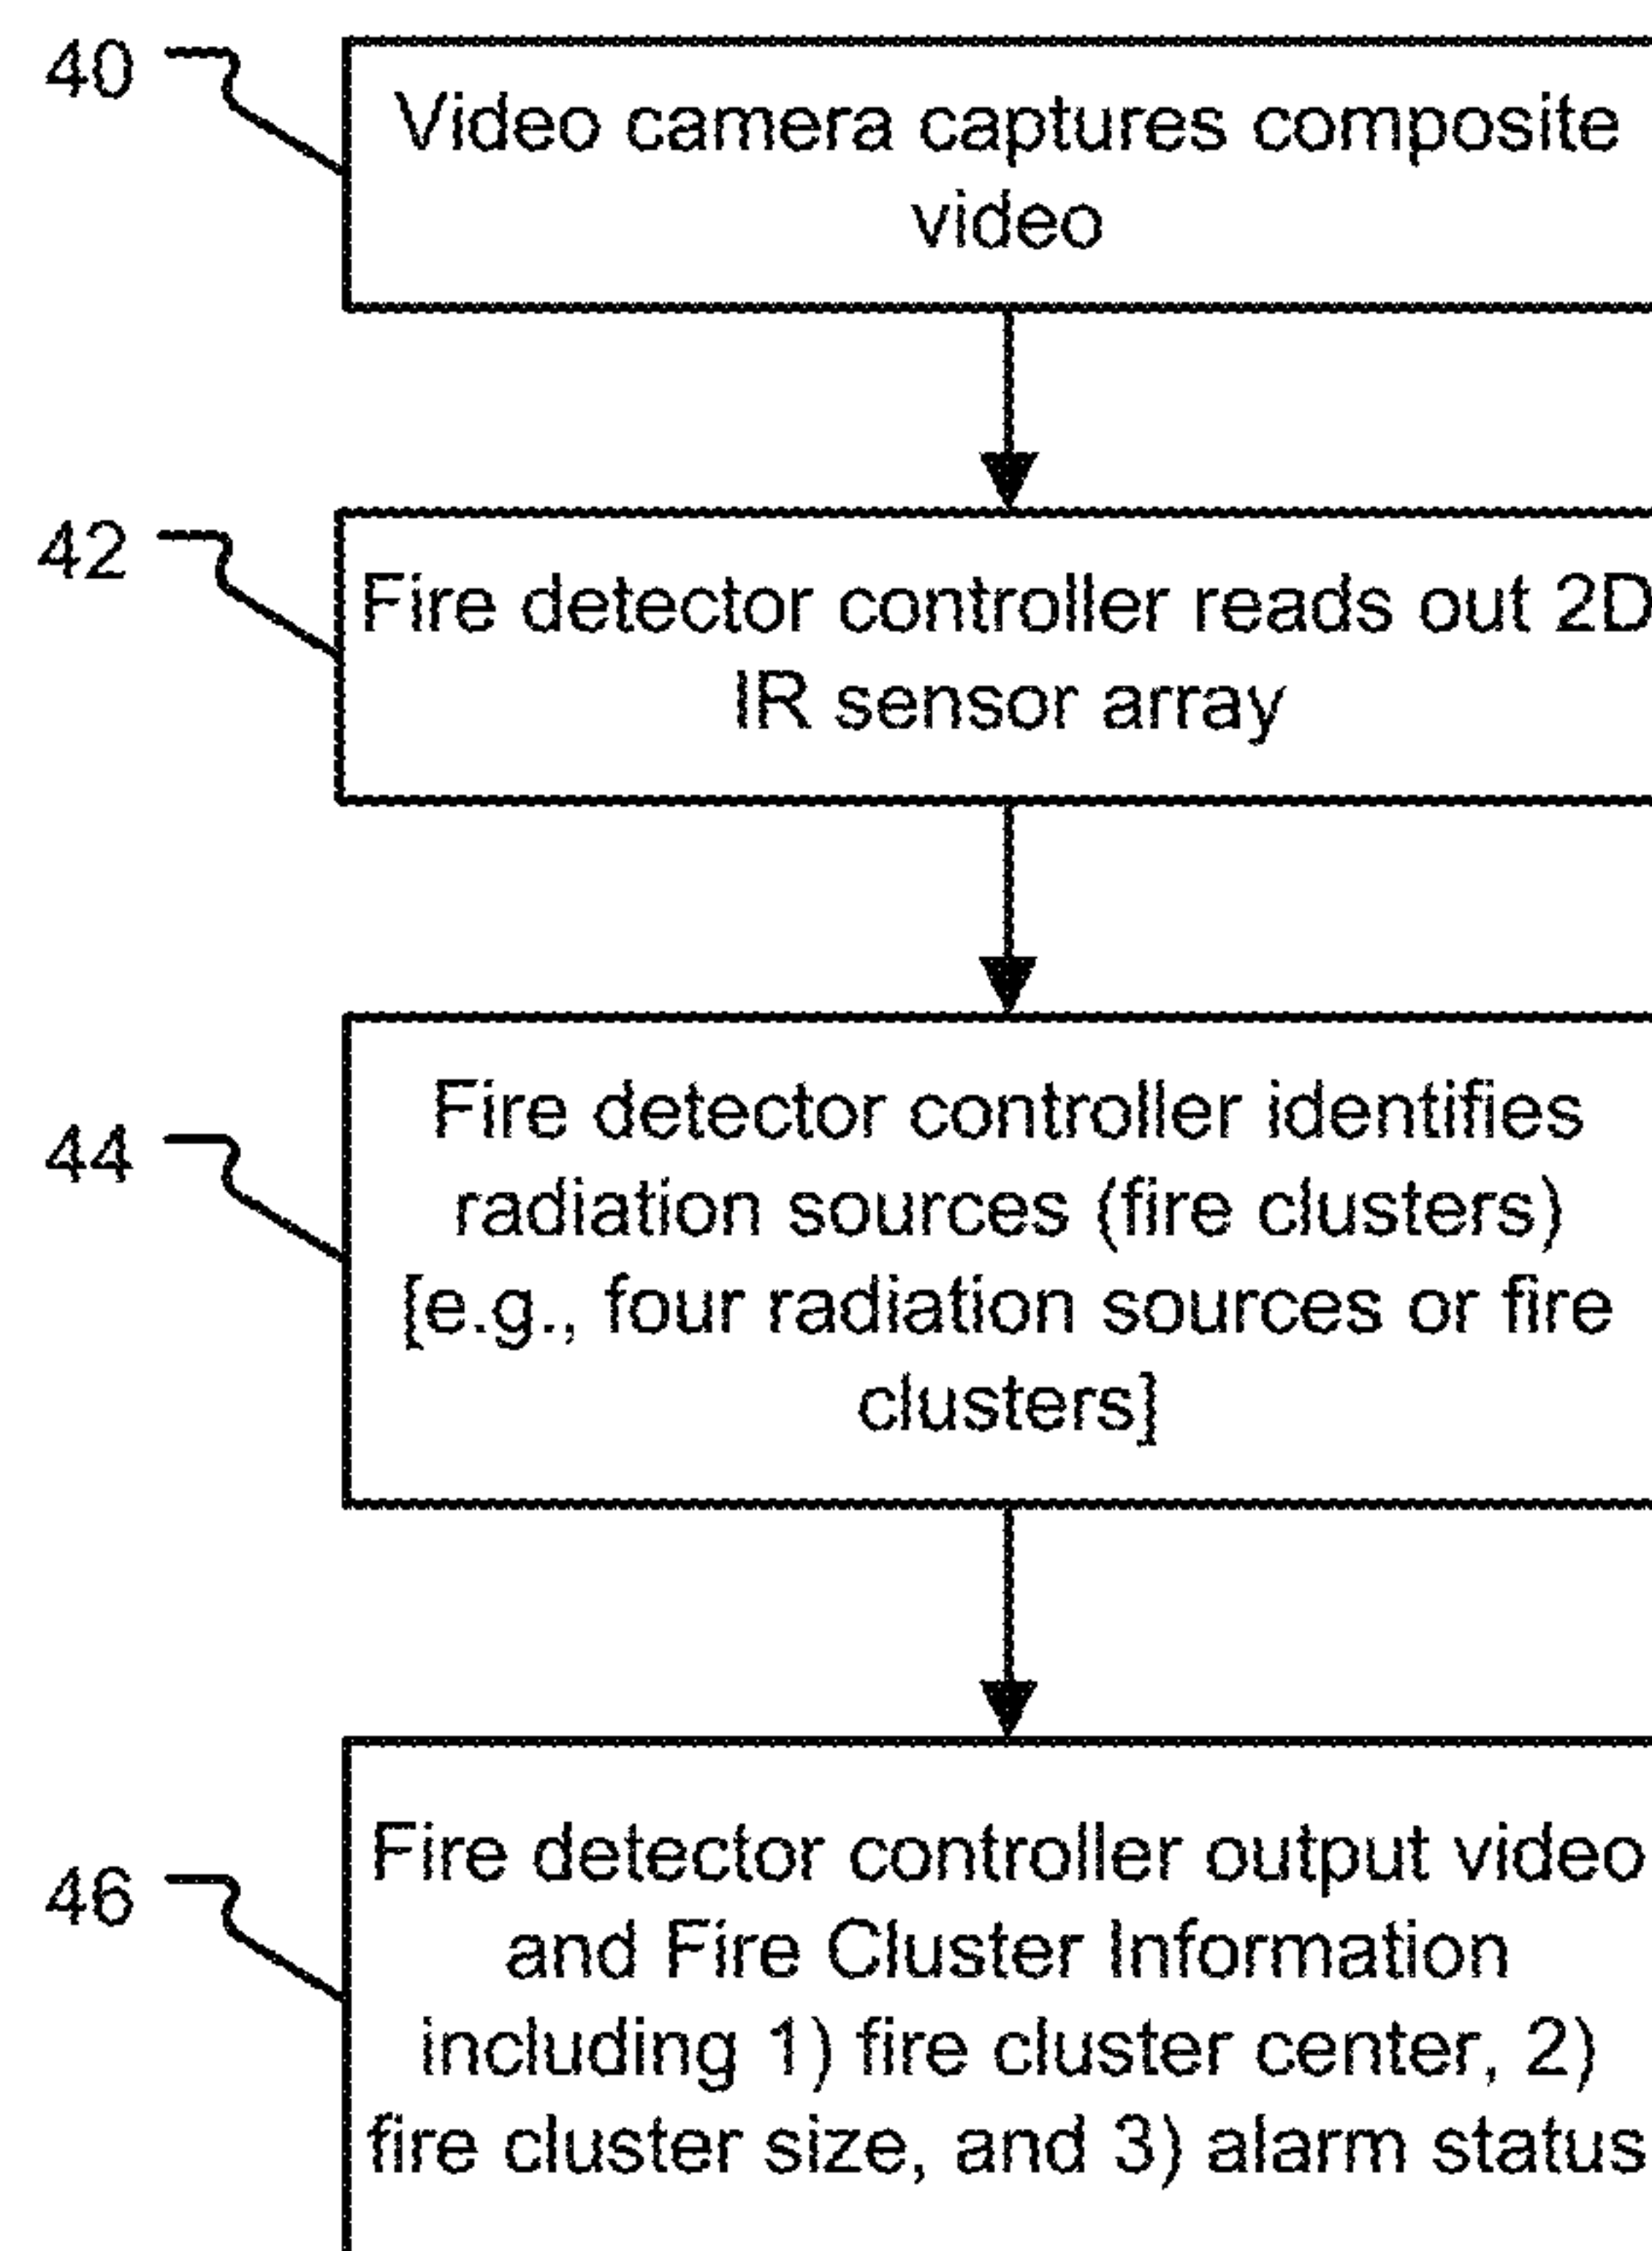 40
Video camera captures composite
video
42
Fire detector controller reads out 2D
IR sensor array
44
Fire detector controller identifies
radiation sources (fire clusters)
[e.g., four radiation sources or fire
clusters]
46
Fire detector controller output video
and Fire Cluster Information
including 1) fire cluster center, 2)
fire cluster size, and 3) alarm status